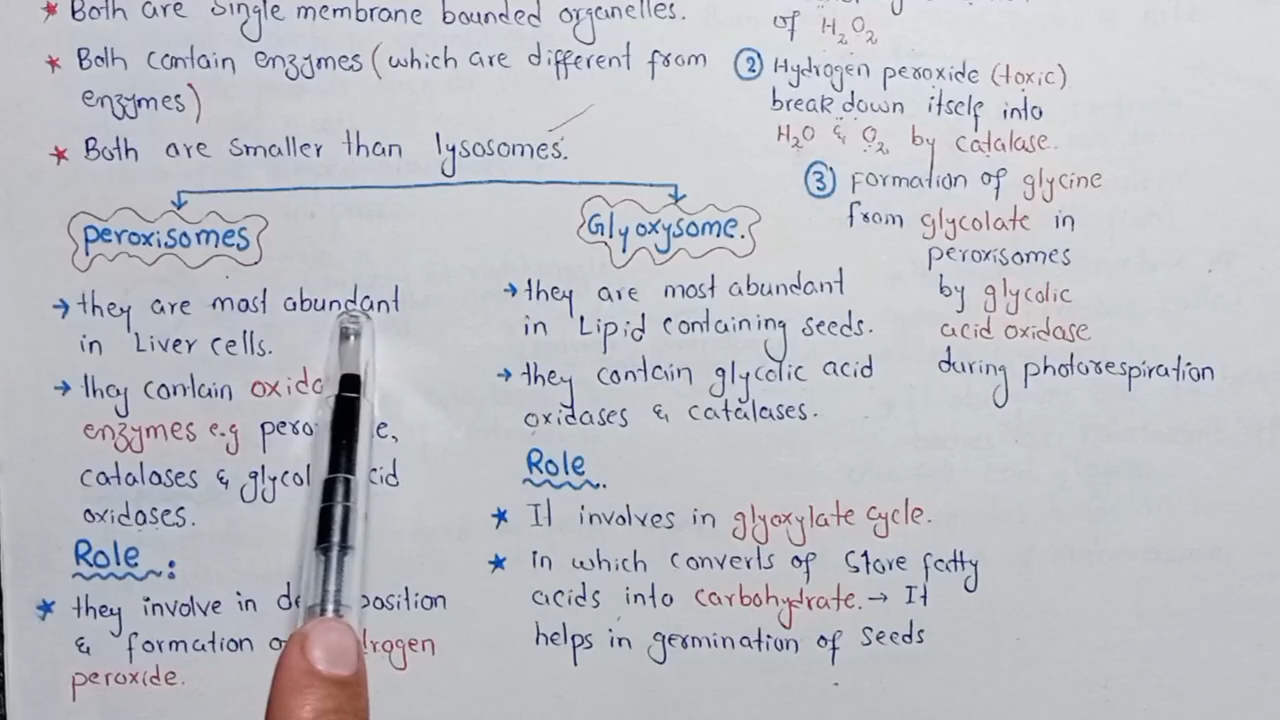 * Both are single membrane bounded organelles.
* Both contain enzymes (which are different from
enzymes)
* Both are smaller than lysosomes.
peroxisomes
→ they are most abundant
in Liver cells.
→ they contain
enzymes e.g
catalases &
oxidases.
Role :
* they involve in
& formation
peroxide.
Glyoxysome.
→ they are most abundant
in Lipid containing seeds.
→ they contain glycolic acid
oxidases & catalases.
Role
* It involves in glyoxylate cycle.
* In which converts of Store fatty
acids into carbohydrate. → It
helps in germination of seeds
of H2O2
② Hydrogen peroxide (toxic)
break down itself into
H2O & O2 by catalase.
③ Formation of glycine
from glycolate in
peroxisomes
by glycolic
acid oxidase
during photorespiration